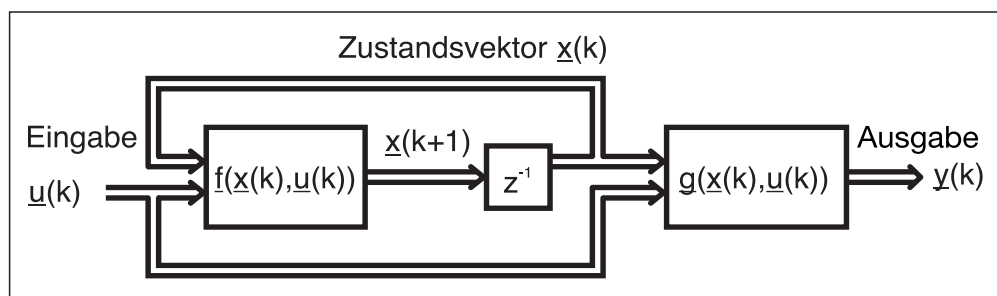 Zustandsvektor x(k)
Eingabe
u(k)
f(x(k),u(k))
x(k+1)
z⁻¹
g(x(k),u(k))
Ausgabe
y(k)